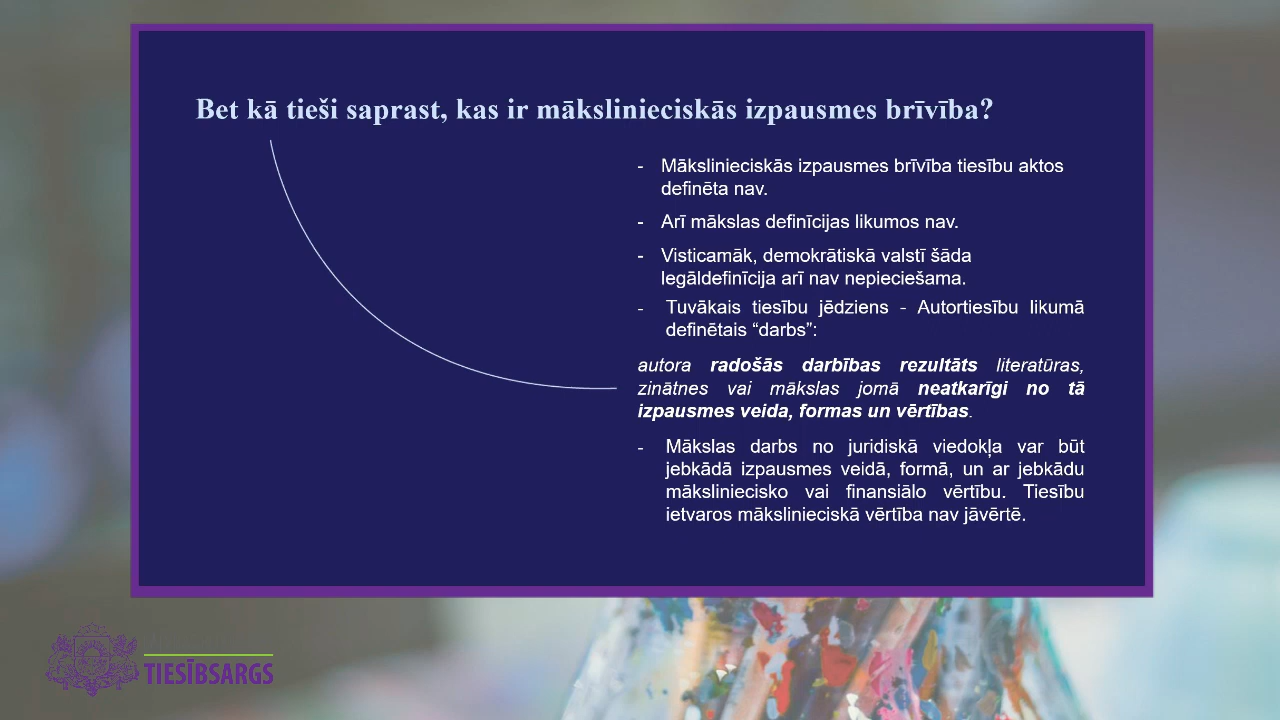 Bet kā tieši saprast, kas ir mākslinieciskās izpausmes brīvība?
- Mākslinieciskās izpausmes brīvība tiesību aktos
definēta nav.
- Arī mākslas definīcijas likumos nav.
- Visticamāk, demokrātiskā valstī šāda
legāldefinīcija arī nav nepieciešama.
- Tuvākais tiesību jēdziens - Autortiesību likumā
definētais “darbs”:
autora radošās darbības rezultāts literatūras,
zinātnes vai mākslas jomā neatkarīgi no tā
izpausmes veida, formas un vērtības.
- Mākslas darbs no juridiskā viedokļa var būt
jebkādā izpausmes veidā, formā, un ar jebkādu
māksliniecisko vai finansiālo vērtību. Tiesību
ietvaros mākslinieciskā vērtība nav jāvērtē.
TIESĪBSARGS